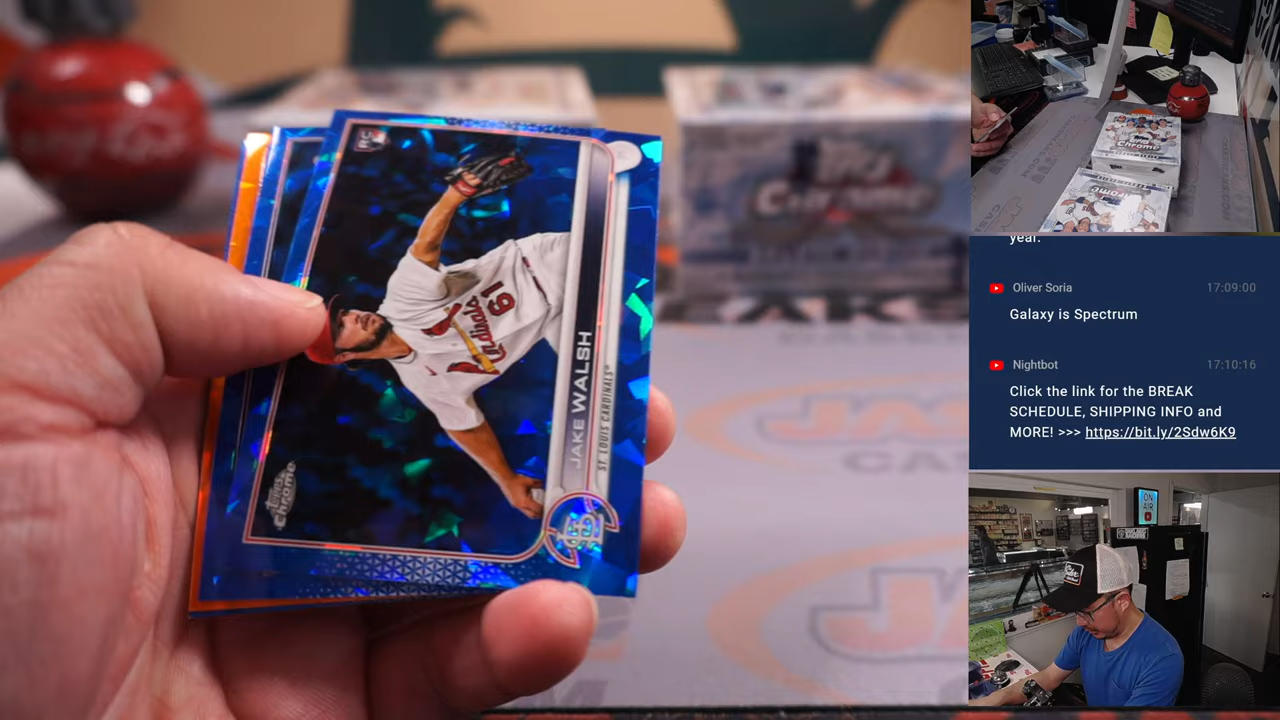 RC
Cardinals
61
JAKE WALSH
ST. LOUIS CARDINALS
Topps
Chrome
Topps
Chrome
year.
Oliver Soria 17:09:00
Galaxy is Spectrum
Nightbot 17:10:16
Click the link for the BREAK
SCHEDULE, SHIPPING INFO and
MORE! >>> https://bit.ly/2Sdw6K9
ON
AIR